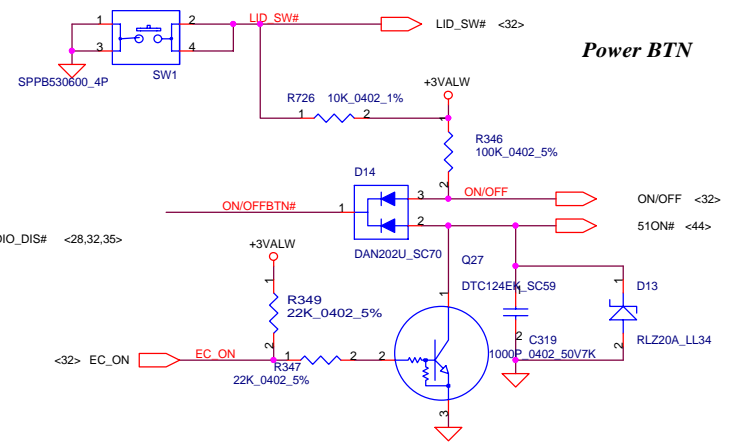 1
2
LID_SW#
LID_SW# <32>
3
4
Power BTN
SPPB530600_4P
SW1
+3VALW
R726 10K_0402_1%
1
2
1
R346
100K_0402_5%
2
D14
ON/OFFBTN#
1
3
ON/OFF
ON/OFF <32>
2
51ON# <44>
DIO_DIS# <28,32,35>
DAN202U_SC70
+3VALW
Q27
DTC124EK_SC59
D13
1
R349
22K_0402_5%
2
1
1
1
C319
1000P_0402_50V7K
2
RLZ20A_LL34
2
<32> EC_ON
EC_ON
1
R347
22K_0402_5%
2
2
3